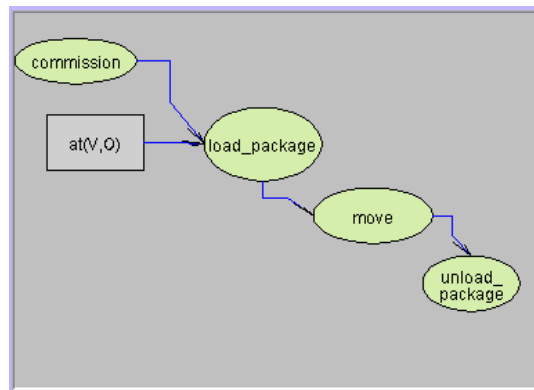 commission
at(V,O)
load_package
move
unload_
package